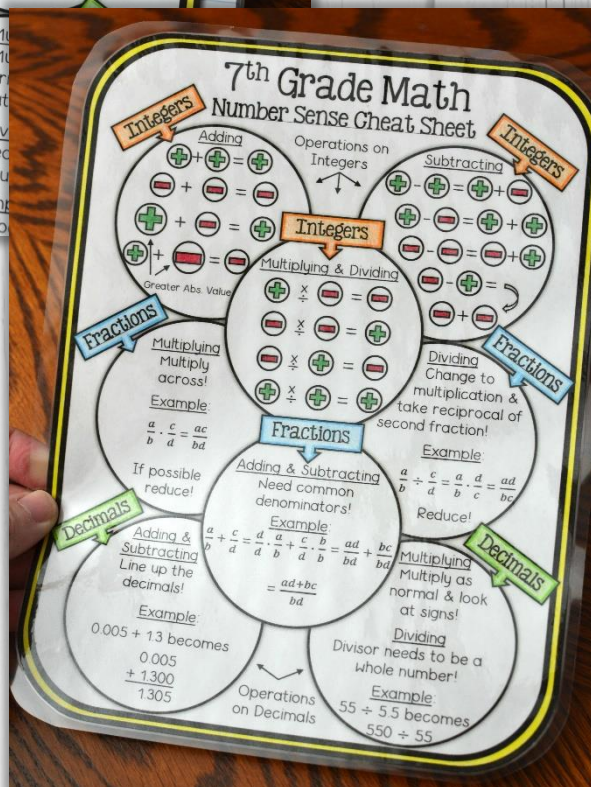 7th Grade Math
Number Sense Cheat Sheet
Integers
Adding
+ + + = +
- + - = -
+ + - = +
+ + - = -
Greater Abs. Value
Operations on
Integers
Integers
Subtracting
+ - + = + + -
+ - - = + + +
- - - = - + +
- - + =
- + -
Integers
Multiplying & Dividing
+ ×/÷ - = -
- ×/÷ - = +
- ×/÷ + = -
+ ×/÷ + = +
Fractions
Multiplying
Multiply
across!
Example:
a/b · c/d = ac/bd
If possible
reduce!
Fractions
Dividing
Change to
multiplication &
take reciprocal of
second fraction!
Example:
a/b ÷ c/d = a/b · d/c = ad/bc
Reduce!
Fractions
Adding & Subtracting
Need common
denominators!
Example:
a/b + c/d = d/d · a/b + c/d · b/b = ad/bd + bc/bd
= ad+bc/bd
Decimals
Adding &
Subtracting
Line up the
decimals!
Example:
0.005 + 1.3 becomes
0.005
+ 1.300
1.305
Operations
on Decimals
Decimals
Multiplying
Multiply as
normal & look
at signs!
Dividing
Divisor needs to be a
whole number!
Example:
55 ÷ 5.5 becomes
550 ÷ 55